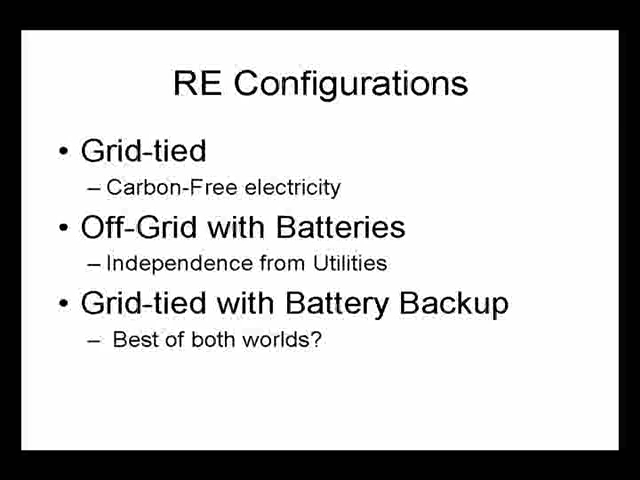 RE Configurations
• Grid-tied
– Carbon-Free electricity
• Off-Grid with Batteries
– Independence from Utilities
• Grid-tied with Battery Backup
– Best of both worlds?